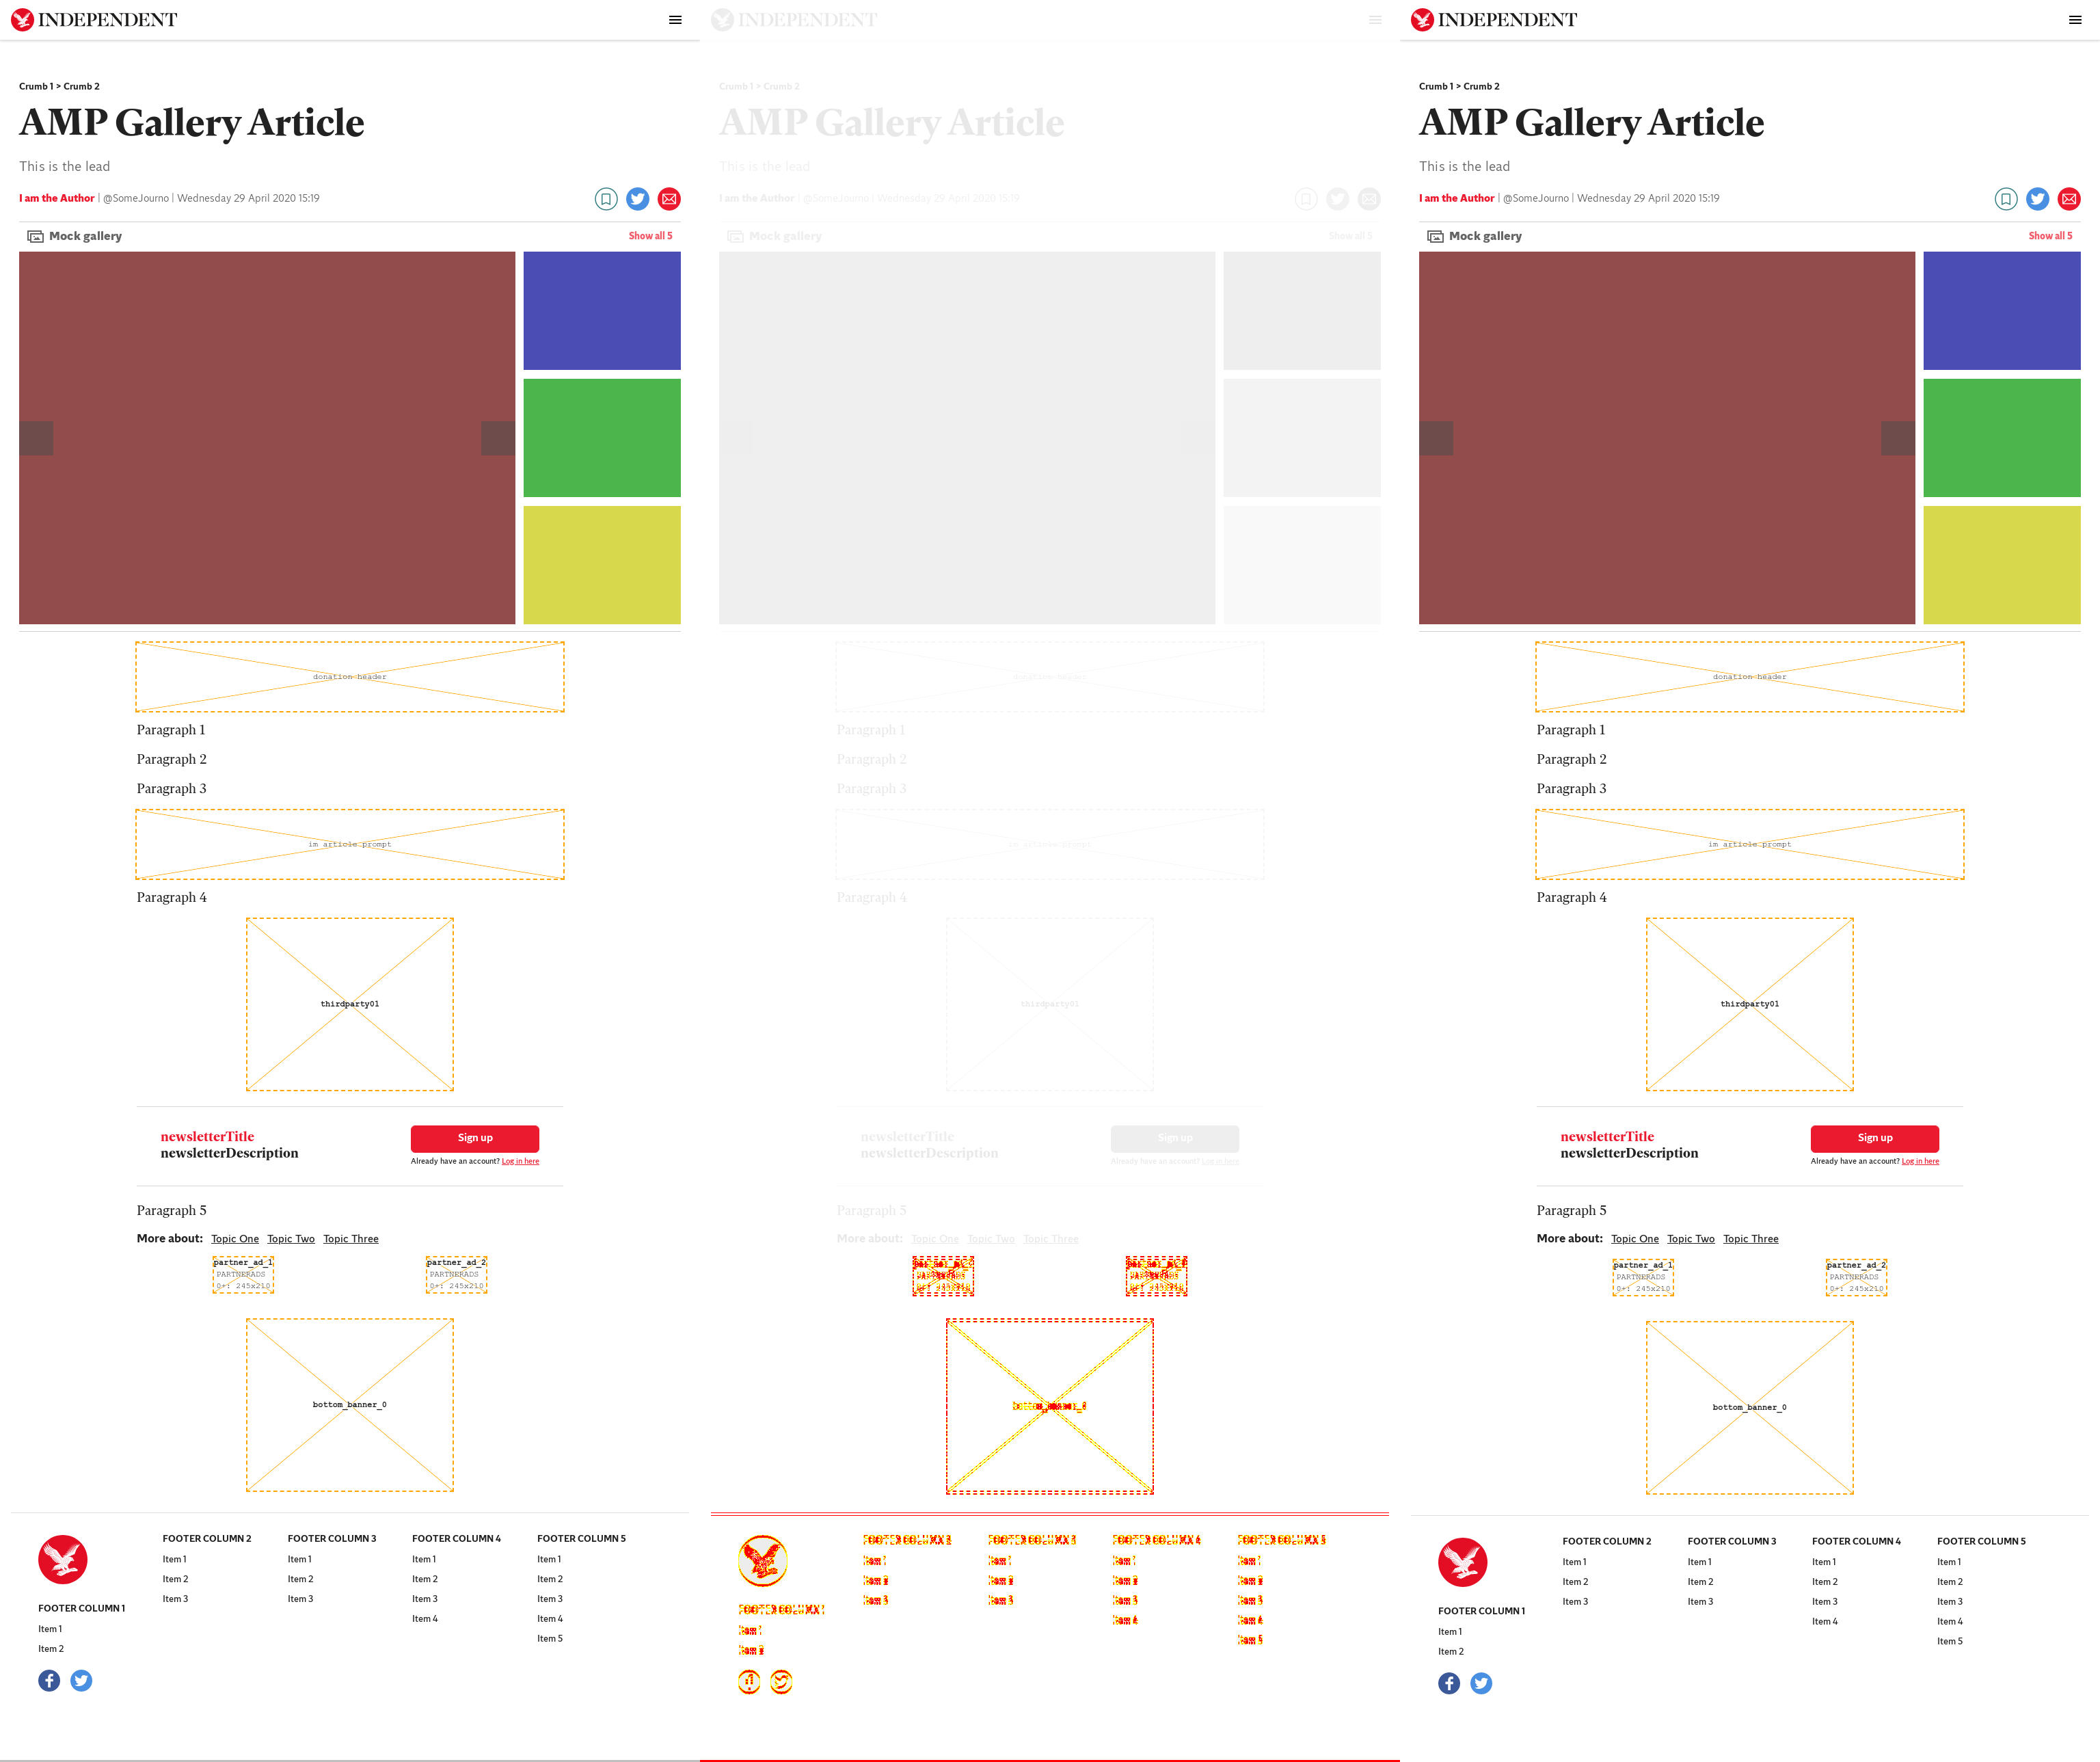 INDEPENDENT
Crumb 1 > Crumb 2
AMP Gallery Article
This is the lead
I am the Author | @SomeJourno | Wednesday 29 April 2020 15:19
Mock gallery
Show all 5
donation header
Paragraph 1
Paragraph 2
Paragraph 3
im article prompt
Paragraph 4
thirdparty01
newsletterTitle
newsletterDescription
Sign up
Already have an account? Log in here
Paragraph 5
More about: Topic One Topic Two Topic Three
partner_ad_1
PARTNERADS
0+: 245x210
partner_ad_2
PARTNERADS
0+: 245x210
bottom_banner_0
FOOTER COLUMN 1
Item 1
Item 2
FOOTER COLUMN 2
Item 1
Item 2
Item 3
FOOTER COLUMN 3
Item 1
Item 2
Item 3
FOOTER COLUMN 4
Item 1
Item 2
Item 3
Item 4
FOOTER COLUMN 5
Item 1
Item 2
Item 3
Item 4
Item 5
INDEPENDENT
Crumb 1 > Crumb 2
AMP Gallery Article
This is the lead
I am the Author | @SomeJourno | Wednesday 29 April 2020 15:19
Mock gallery
Show all 5
donation header
Paragraph 1
Paragraph 2
Paragraph 3
im article prompt
Paragraph 4
thirdparty01
newsletterTitle
newsletterDescription
Sign up
Already have an account? Log in here
Paragraph 5
More about: Topic One Topic Two Topic Three
INDEPENDENT
Crumb 1 > Crumb 2
AMP Gallery Article
This is the lead
I am the Author | @SomeJourno | Wednesday 29 April 2020 15:19
Mock gallery
Show all 5
donation header
Paragraph 1
Paragraph 2
Paragraph 3
im article prompt
Paragraph 4
thirdparty01
newsletterTitle
newsletterDescription
Sign up
Already have an account? Log in here
Paragraph 5
More about: Topic One Topic Two Topic Three
partner_ad_1
PARTNERADS
0+: 245x210
partner_ad_2
PARTNERADS
0+: 245x210
bottom_banner_0
FOOTER COLUMN 1
Item 1
Item 2
FOOTER COLUMN 2
Item 1
Item 2
Item 3
FOOTER COLUMN 3
Item 1
Item 2
Item 3
FOOTER COLUMN 4
Item 1
Item 2
Item 3
Item 4
FOOTER COLUMN 5
Item 1
Item 2
Item 3
Item 4
Item 5